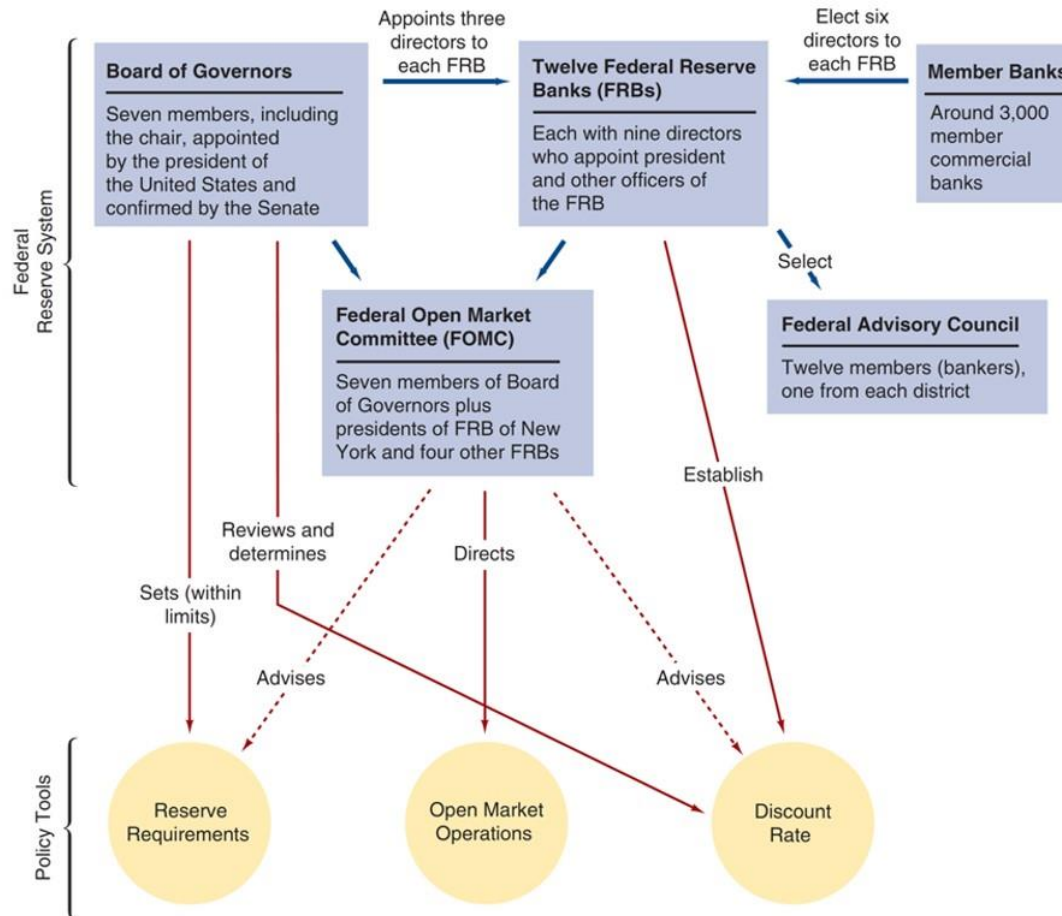 Appoints three
directors to
each FRB
Elect six
directors to
each FRB
Board of Governors
Seven members, including
the chair, appointed
by the president of
the United States and
confirmed by the Senate
Twelve Federal Reserve
Banks (FRBs)
Each with nine directors
who appoint president
and other officers of
the FRB
Member Banks
Around 3,000
member
commercial
banks
Federal
Reserve System
Select
Federal Open Market
Committee (FOMC)
Seven members of Board
of Governors plus
presidents of FRB of New
York and four other FRBs
Federal Advisory Council
Twelve members (bankers),
one from each district
Establish
Reviews and
determines
Directs
Sets (within
limits)
Advises
Advises
Policy Tools
Reserve
Requirements
Open Market
Operations
Discount
Rate